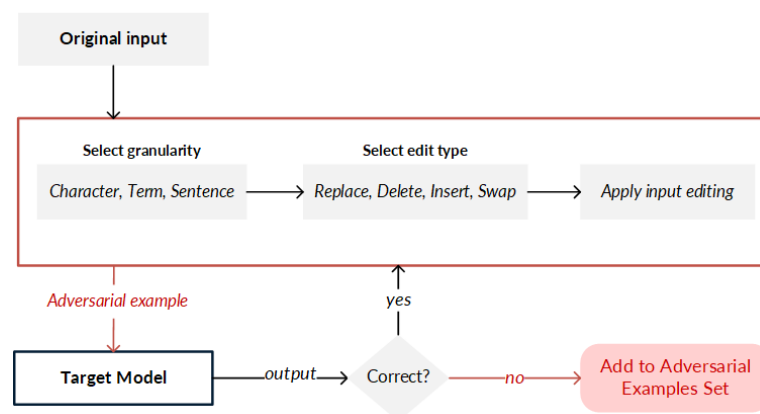 Original input
Select granularity
Select edit type
Character, Term, Sentence
Replace, Delete, Insert, Swap
Apply input editing
Adversarial example
yes
Target Model
output
Correct?
no
Add to Adversarial
Examples Set